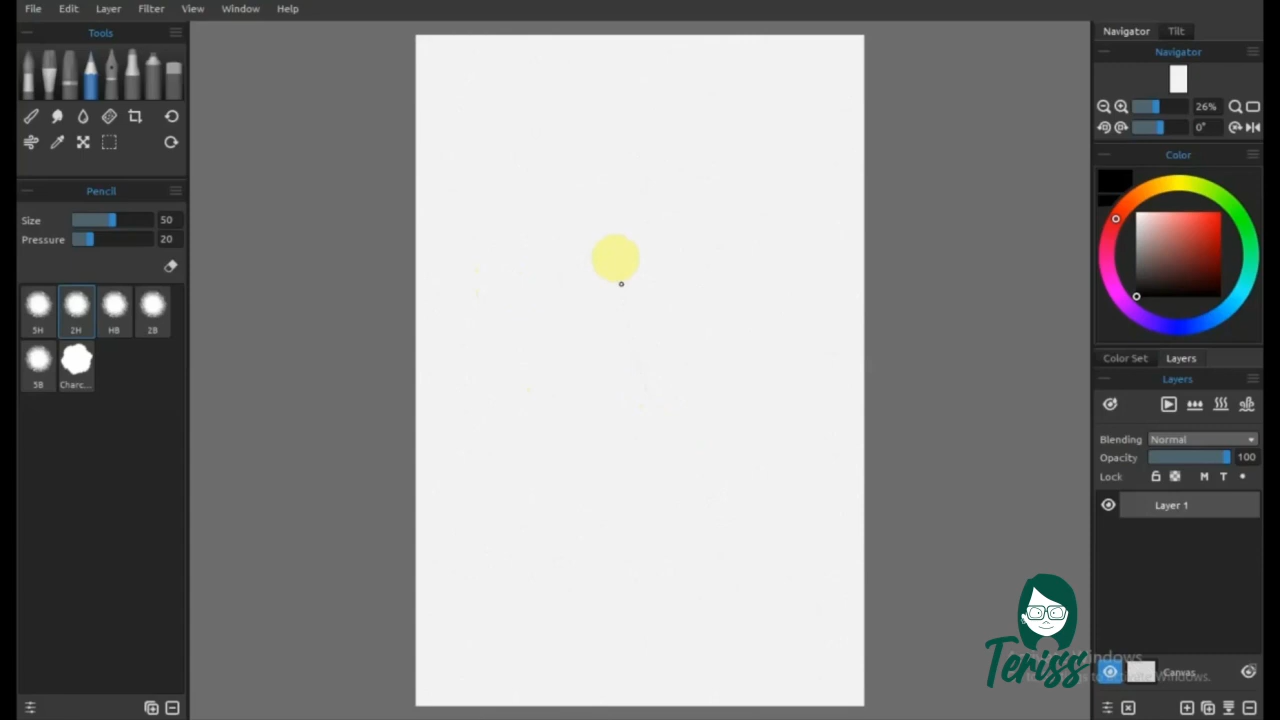 File Edit Layer Filter View Window Help
Tools
Navigator Tilt
Navigator
26%
0°
Color
Pencil
Size 50
Pressure 20
5H 2H HB 2B
5B Charc...
Color Set Layers
Layers
Blending Normal
Opacity 100
Lock M T
Layer 1
Canvas
Teriss